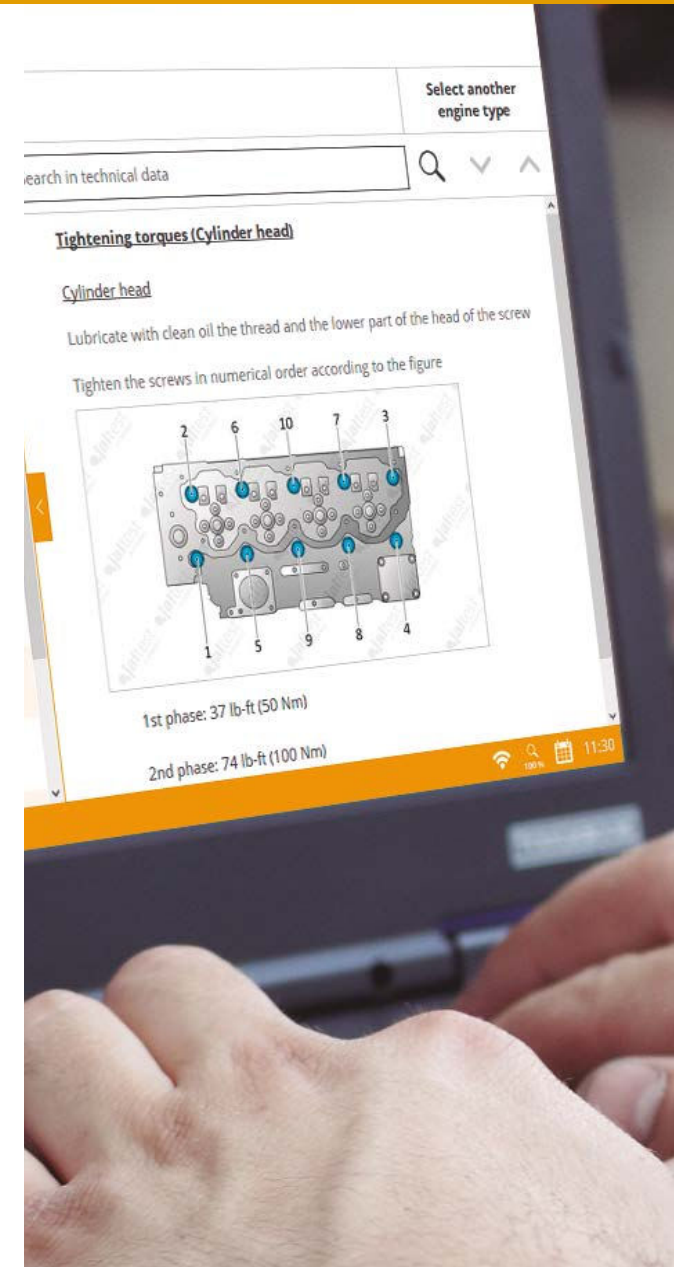 Select another
engine type
earch in technical data
Tightening torques (Cylinder head)
Cylinder head
Lubricate with clean oil the thread and the lower part of the head of the screw
Tighten the screws in numerical order according to the figure
2 6 10 7 3
1 5 9 8 4
1st phase: 37 lb-ft (50 Nm)
2nd phase: 74 lb-ft (100 Nm)
100 % 11:30